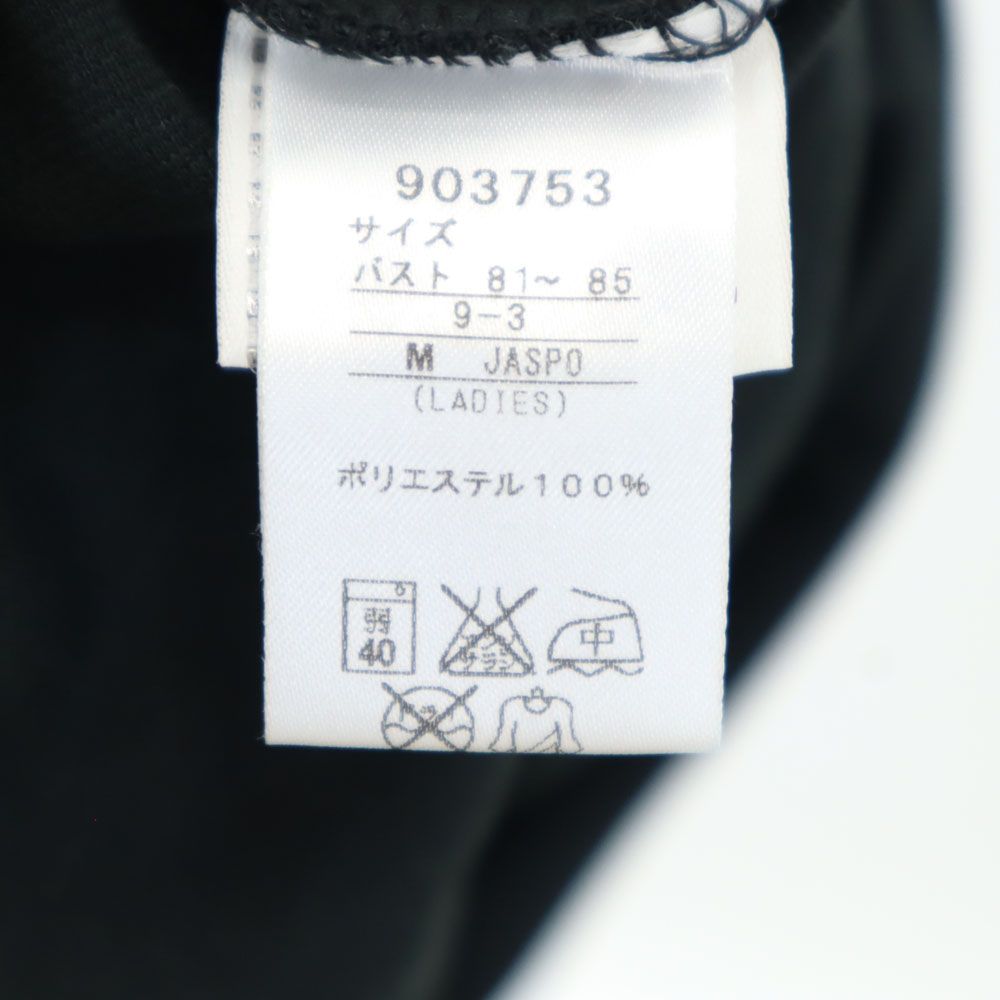 903753
サイズ
バスト 81～85
9-3
M JASPO
(LADIES)
ポリエステル100%
弱 中
40